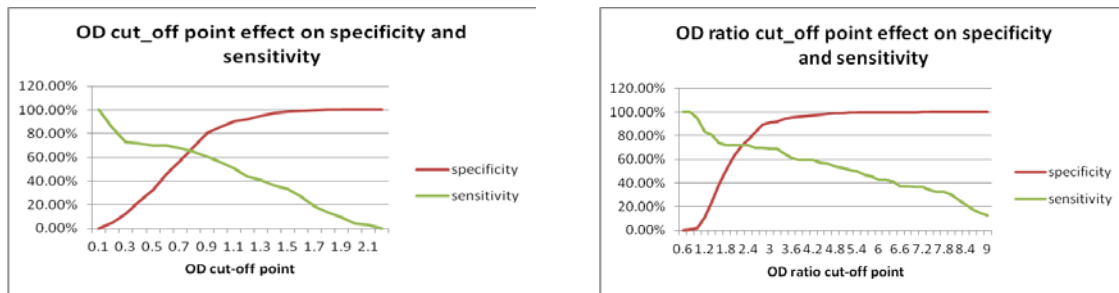 OD cut_off point effect on specificity and
sensitivity
120.00%
100.00%
80.00%
60.00%
40.00%
20.00%
0.00%
0.1 0.3 0.5 0.7 0.9 1.1 1.3 1.5 1.7 1.9 2.1
OD cut-off point
specificity
sensitivity
OD ratio cut_off point effect on specificity
and sensitivity
120.00%
100.00%
80.00%
60.00%
40.00%
20.00%
0.00%
0.6 1.2 1.8 2.4 3 3.6 4.2 4.8 5.4 6 6.6 7.2 7.8 8.4 9
OD ratio cut-off point
specificity
sensitivity